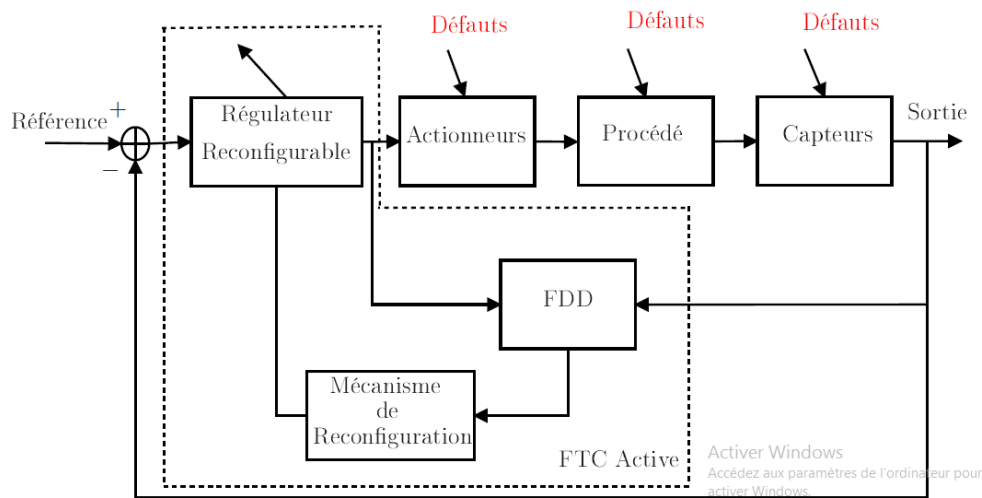 Défauts
Défauts
Défauts
Référence
+
−
Régulateur
Reconfigurable
Actionneurs
Procédé
Capteurs
Sortie
FDD
Mécanisme
de
Reconfiguration
FTC Active
Activer Windows
Accédez aux paramètres de l'ordinateur pour
activer Windows.